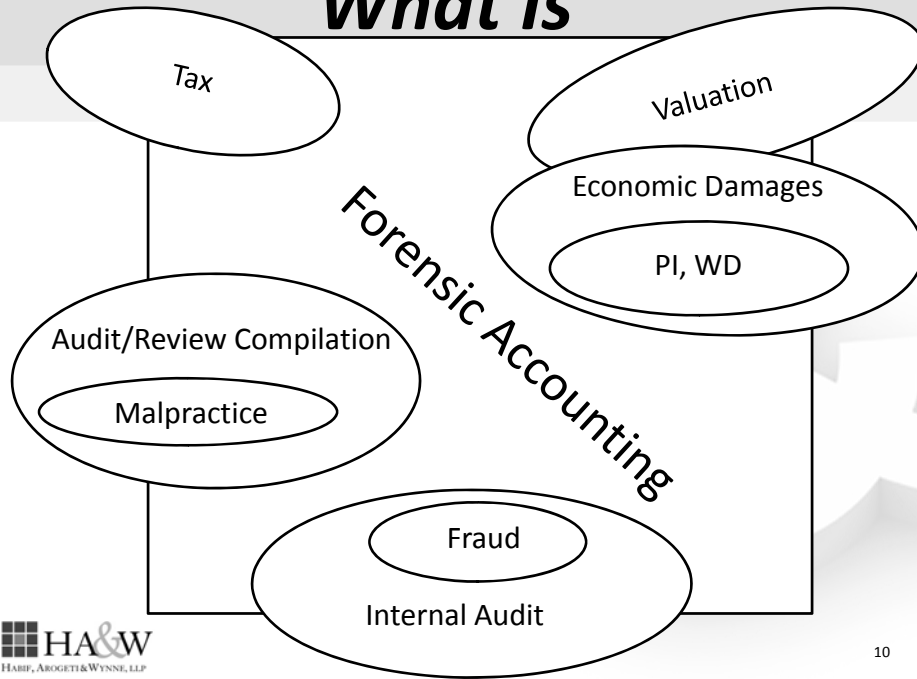 What is
Tax
Valuation
Economic Damages
PI, WD
Forensic Accounting
Audit/Review Compilation
Malpractice
Fraud
Internal Audit
HA&W
HABIF, AROGETI & WYNNE, LLP
10